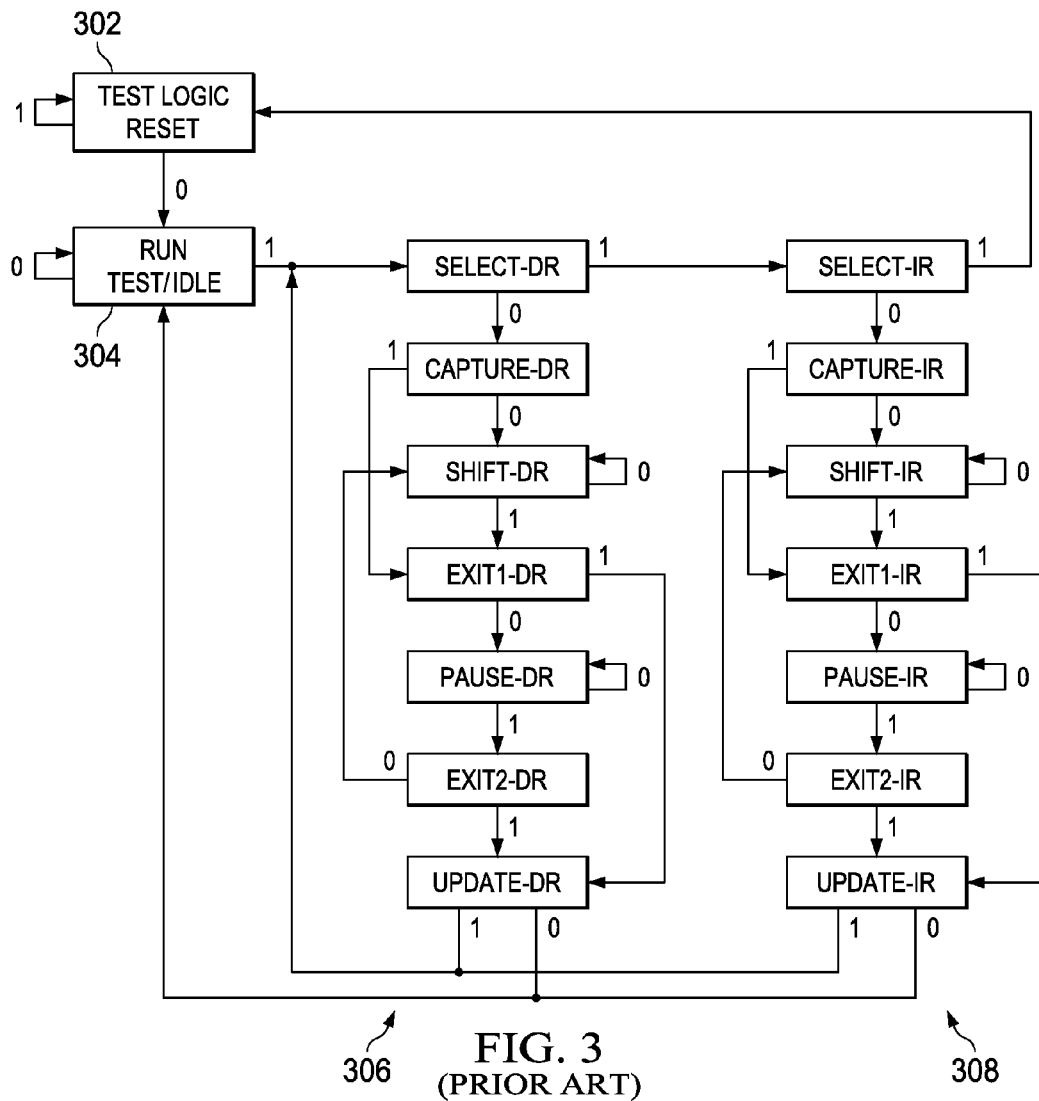 302
TEST LOGIC
RESET
1
0
RUN
TEST/IDLE
0
1
304
SELECT-DR
1
SELECT-IR
1
0
0
1
CAPTURE-DR
1
CAPTURE-IR
0
0
SHIFT-DR
0
SHIFT-IR
0
1
1
EXIT1-DR
1
EXIT1-IR
1
0
0
PAUSE-DR
0
PAUSE-IR
0
1
1
0
EXIT2-DR
0
EXIT2-IR
1
1
UPDATE-DR
UPDATE-IR
1
0
1
0
306
FIG. 3
(PRIOR ART)
308